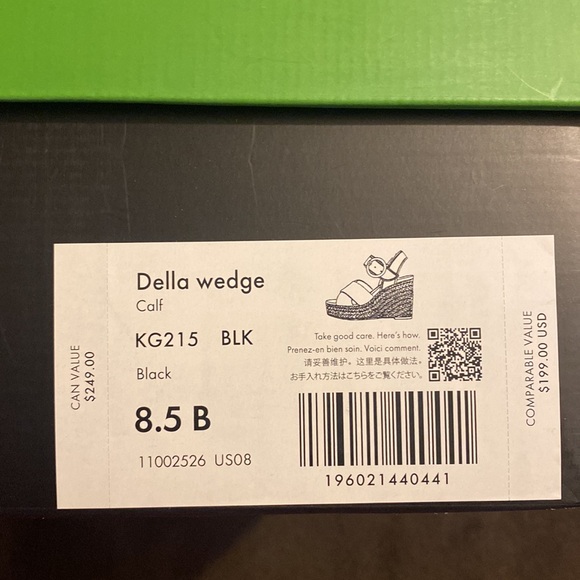 CAN VALUE
$249.00
Della wedge
Calf
KG215 BLK
Black
8.5 B
11002526 US08
Take good care. Here's how.
Prenez-en bien soin. Voici comment.
请妥善维护。这里是具体做法。
お手入れ方法はこちらをご覧ください。
196021440441
COMPARABLE VALUE
$199.00 USD